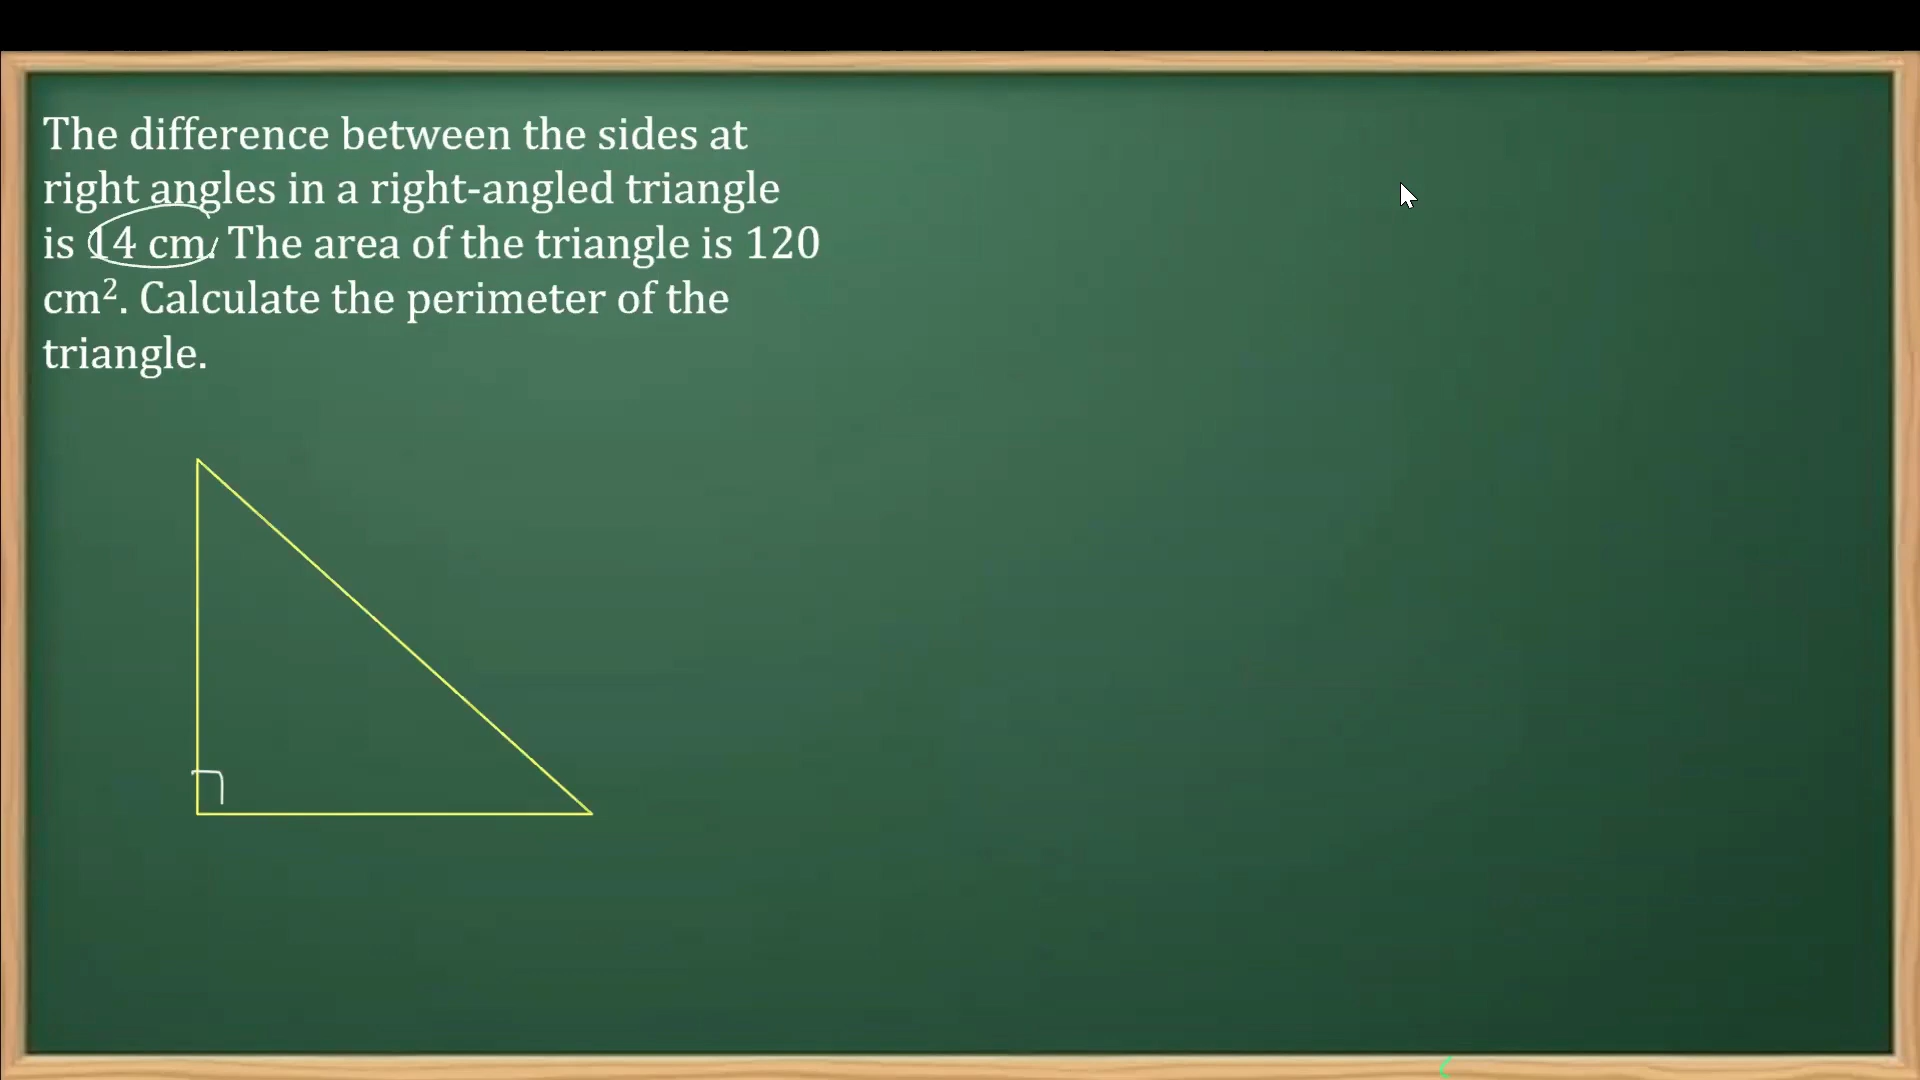 The difference between the sides at
right angles in a right-angled triangle
is 14 cm. The area of the triangle is 120
cm². Calculate the perimeter of the
triangle.